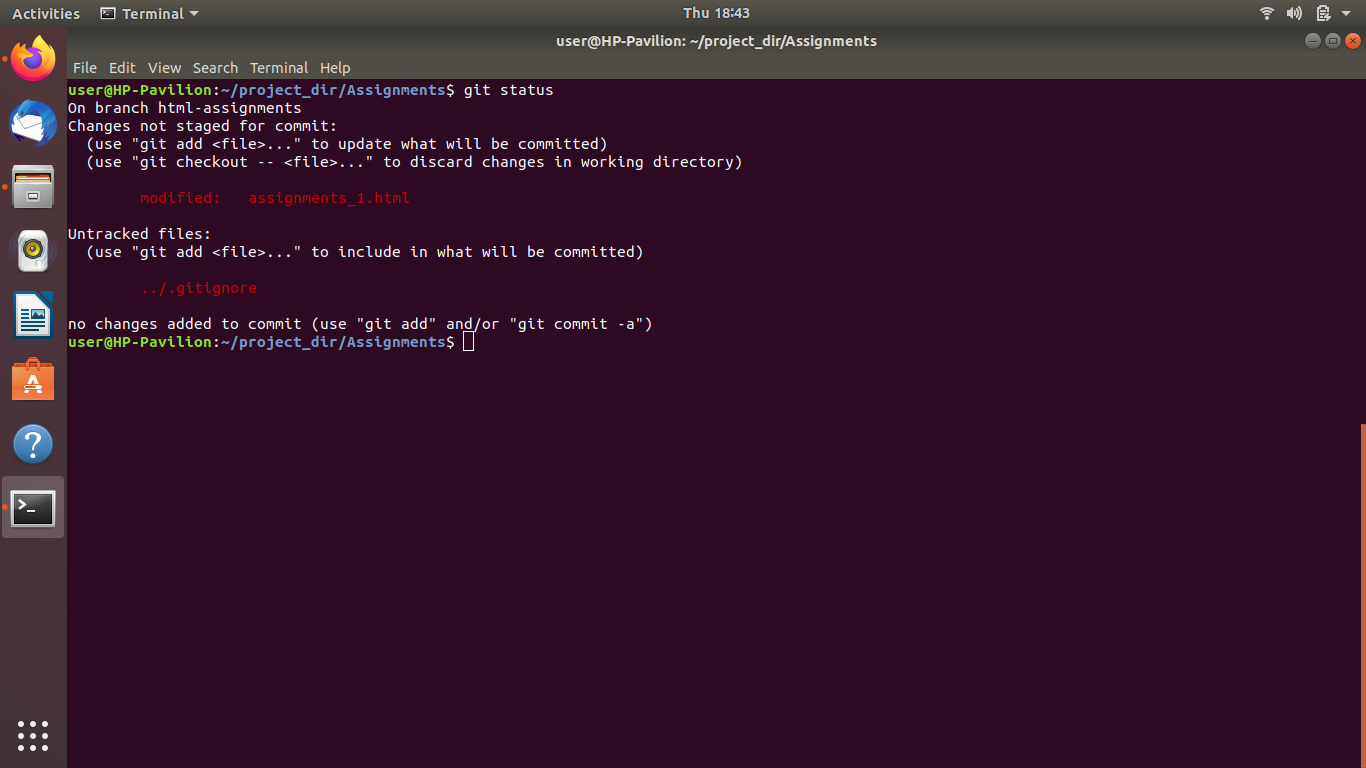 Activities Terminal Thu 18:43
user@HP-Pavilion: ~/project_dir/Assignments
File Edit View Search Terminal Help
user@HP-Pavilion:~/project_dir/Assignments$ git status
On branch html-assignments
Changes not staged for commit:
  (use "git add <file>..." to update what will be committed)
  (use "git checkout -- <file>..." to discard changes in working directory)
        modified:   assignments_1.html
Untracked files:
  (use "git add <file>..." to include in what will be committed)
        ../.gitignore
no changes added to commit (use "git add" and/or "git commit -a")
user@HP-Pavilion:~/project_dir/Assignments$